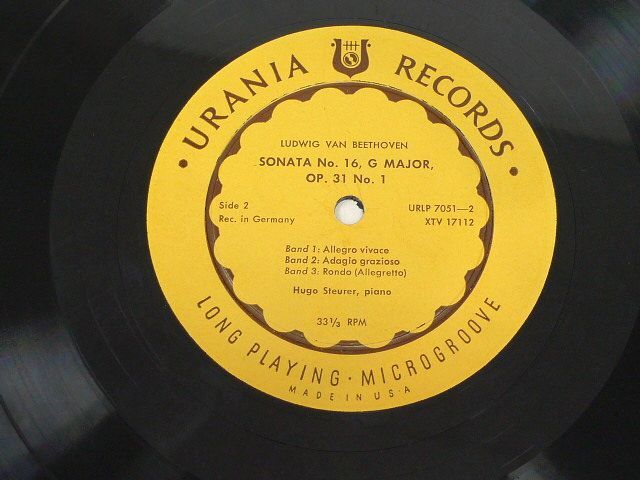 • URANIA RECORDS •
LUDWIG VAN BEETHOVEN
SONATA No. 16, G MAJOR,
OP. 31 No. 1
Side 2
Rec. in Germany
URLP 7051—2
XTV 17112
Band 1: Allegro vivace
Band 2: Adagio grazioso
Band 3: Rondo (Allegretto)
Hugo Steurer, piano
33⅓ RPM
LONG PLAYING · MICROGROOVE
MADE IN U·S·A